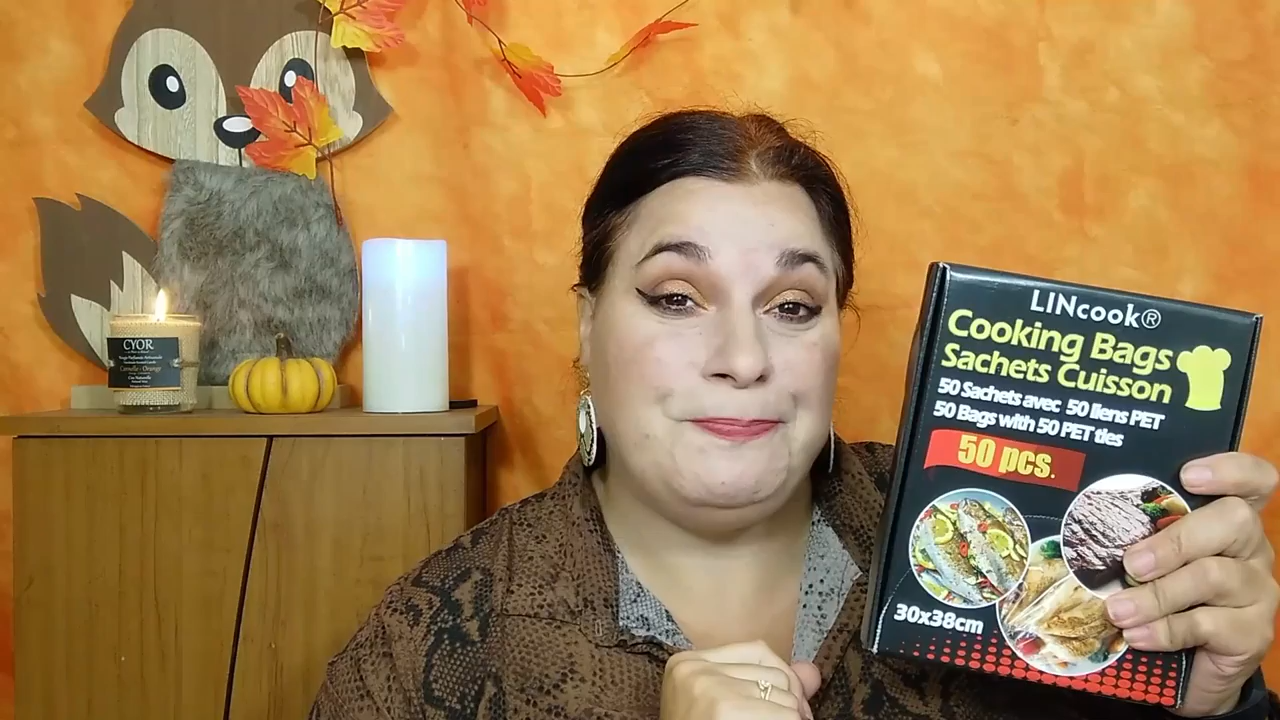 CYOR
LINcook®
Cooking Bags
Sachets Cuisson
50 Sachets avec 50 liens PET
50 Bags with 50 PET ties
50 pcs.
30x38cm